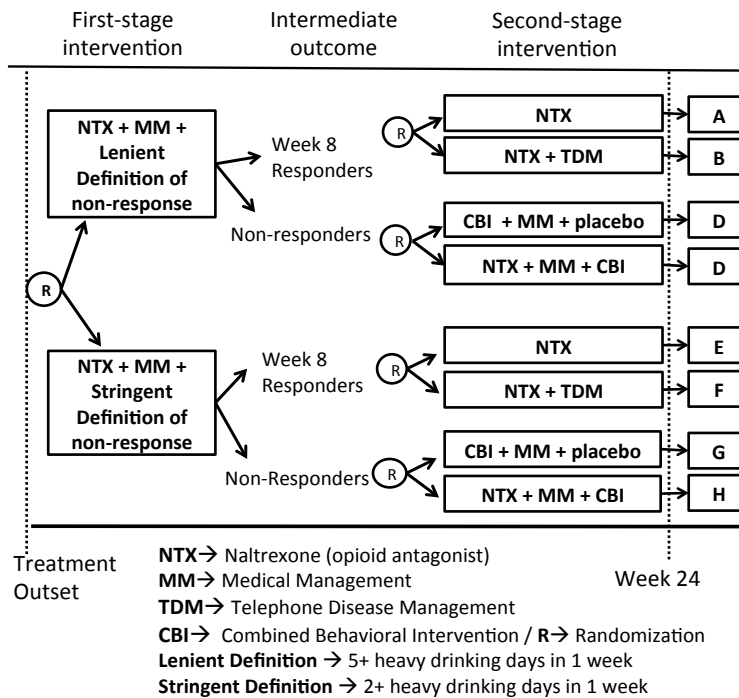 First-stage
intervention
Intermediate
outcome
Second-stage
intervention
NTX + MM +
Lenient
Definition of
non-response
Week 8
Responders
Non-responders
R
NTX
A
NTX + TDM
B
R
CBI + MM + placebo
D
NTX + MM + CBI
D
R
NTX + MM +
Stringent
Definition of
non-response
Week 8
Responders
Non-Responders
R
NTX
E
NTX + TDM
F
R
CBI + MM + placebo
G
NTX + MM + CBI
H
Treatment
Outset
Week 24
NTX→ Naltrexone (opioid antagonist)
MM→ Medical Management
TDM→ Telephone Disease Management
CBI→ Combined Behavioral Intervention / R→ Randomization
Lenient Definition → 5+ heavy drinking days in 1 week
Stringent Definition → 2+ heavy drinking days in 1 week